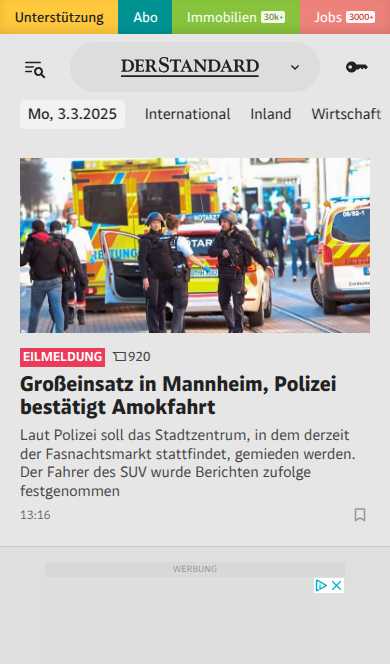 Unterstützung Abo Immobilien 30k+ Jobs 3000+
DERSTANDARD
Mo, 3.3.2025 International Inland Wirtschaft
NOTARZT
NOTARZT
EILMELDUNG 920
Großeinsatz in Mannheim, Polizei
bestätigt Amokfahrt
Laut Polizei soll das Stadtzentrum, in dem derzeit
der Fasnachtsmarkt stattfindet, gemieden werden.
Der Fahrer des SUV wurde Berichten zufolge
festgenommen
13:16
WERBUNG